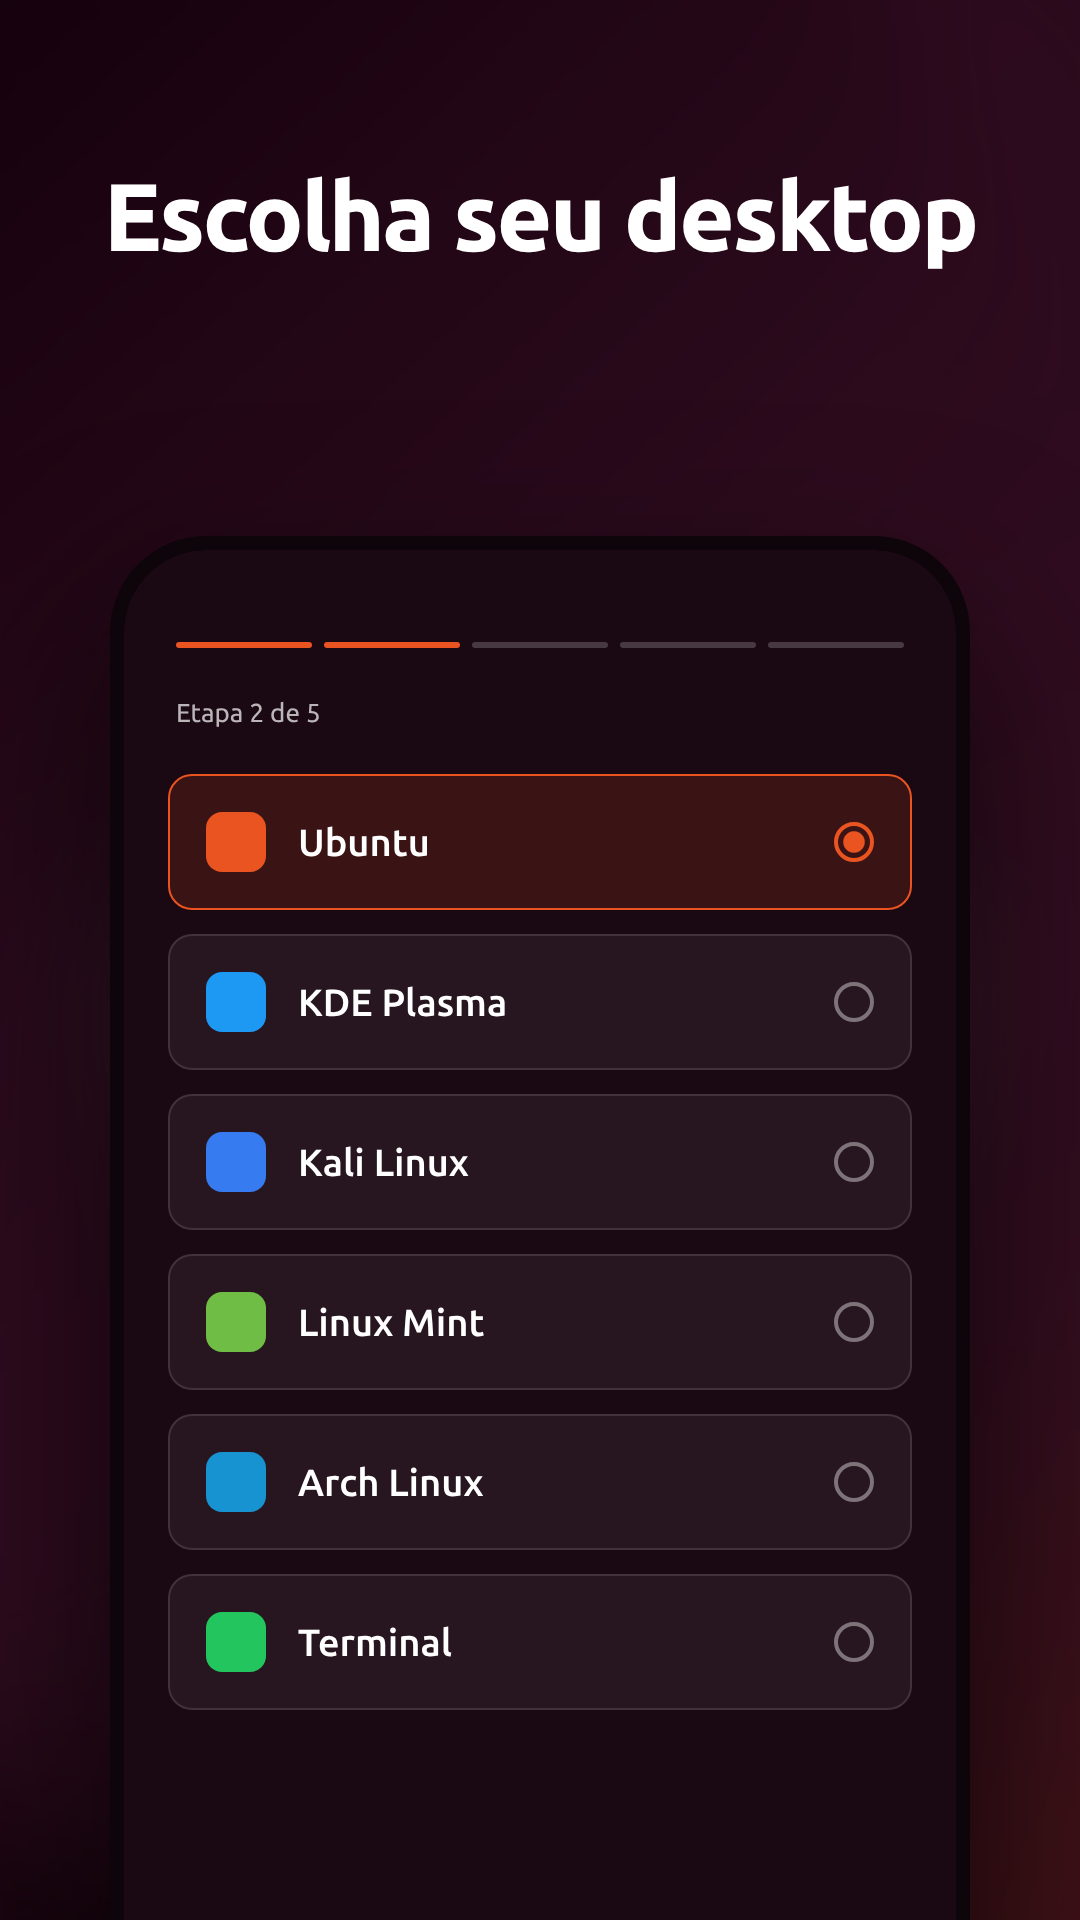 Escolha seu desktop
Etapa 2 de 5
Ubuntu
KDE Plasma
Kali Linux
Linux Mint
Arch Linux
Terminal